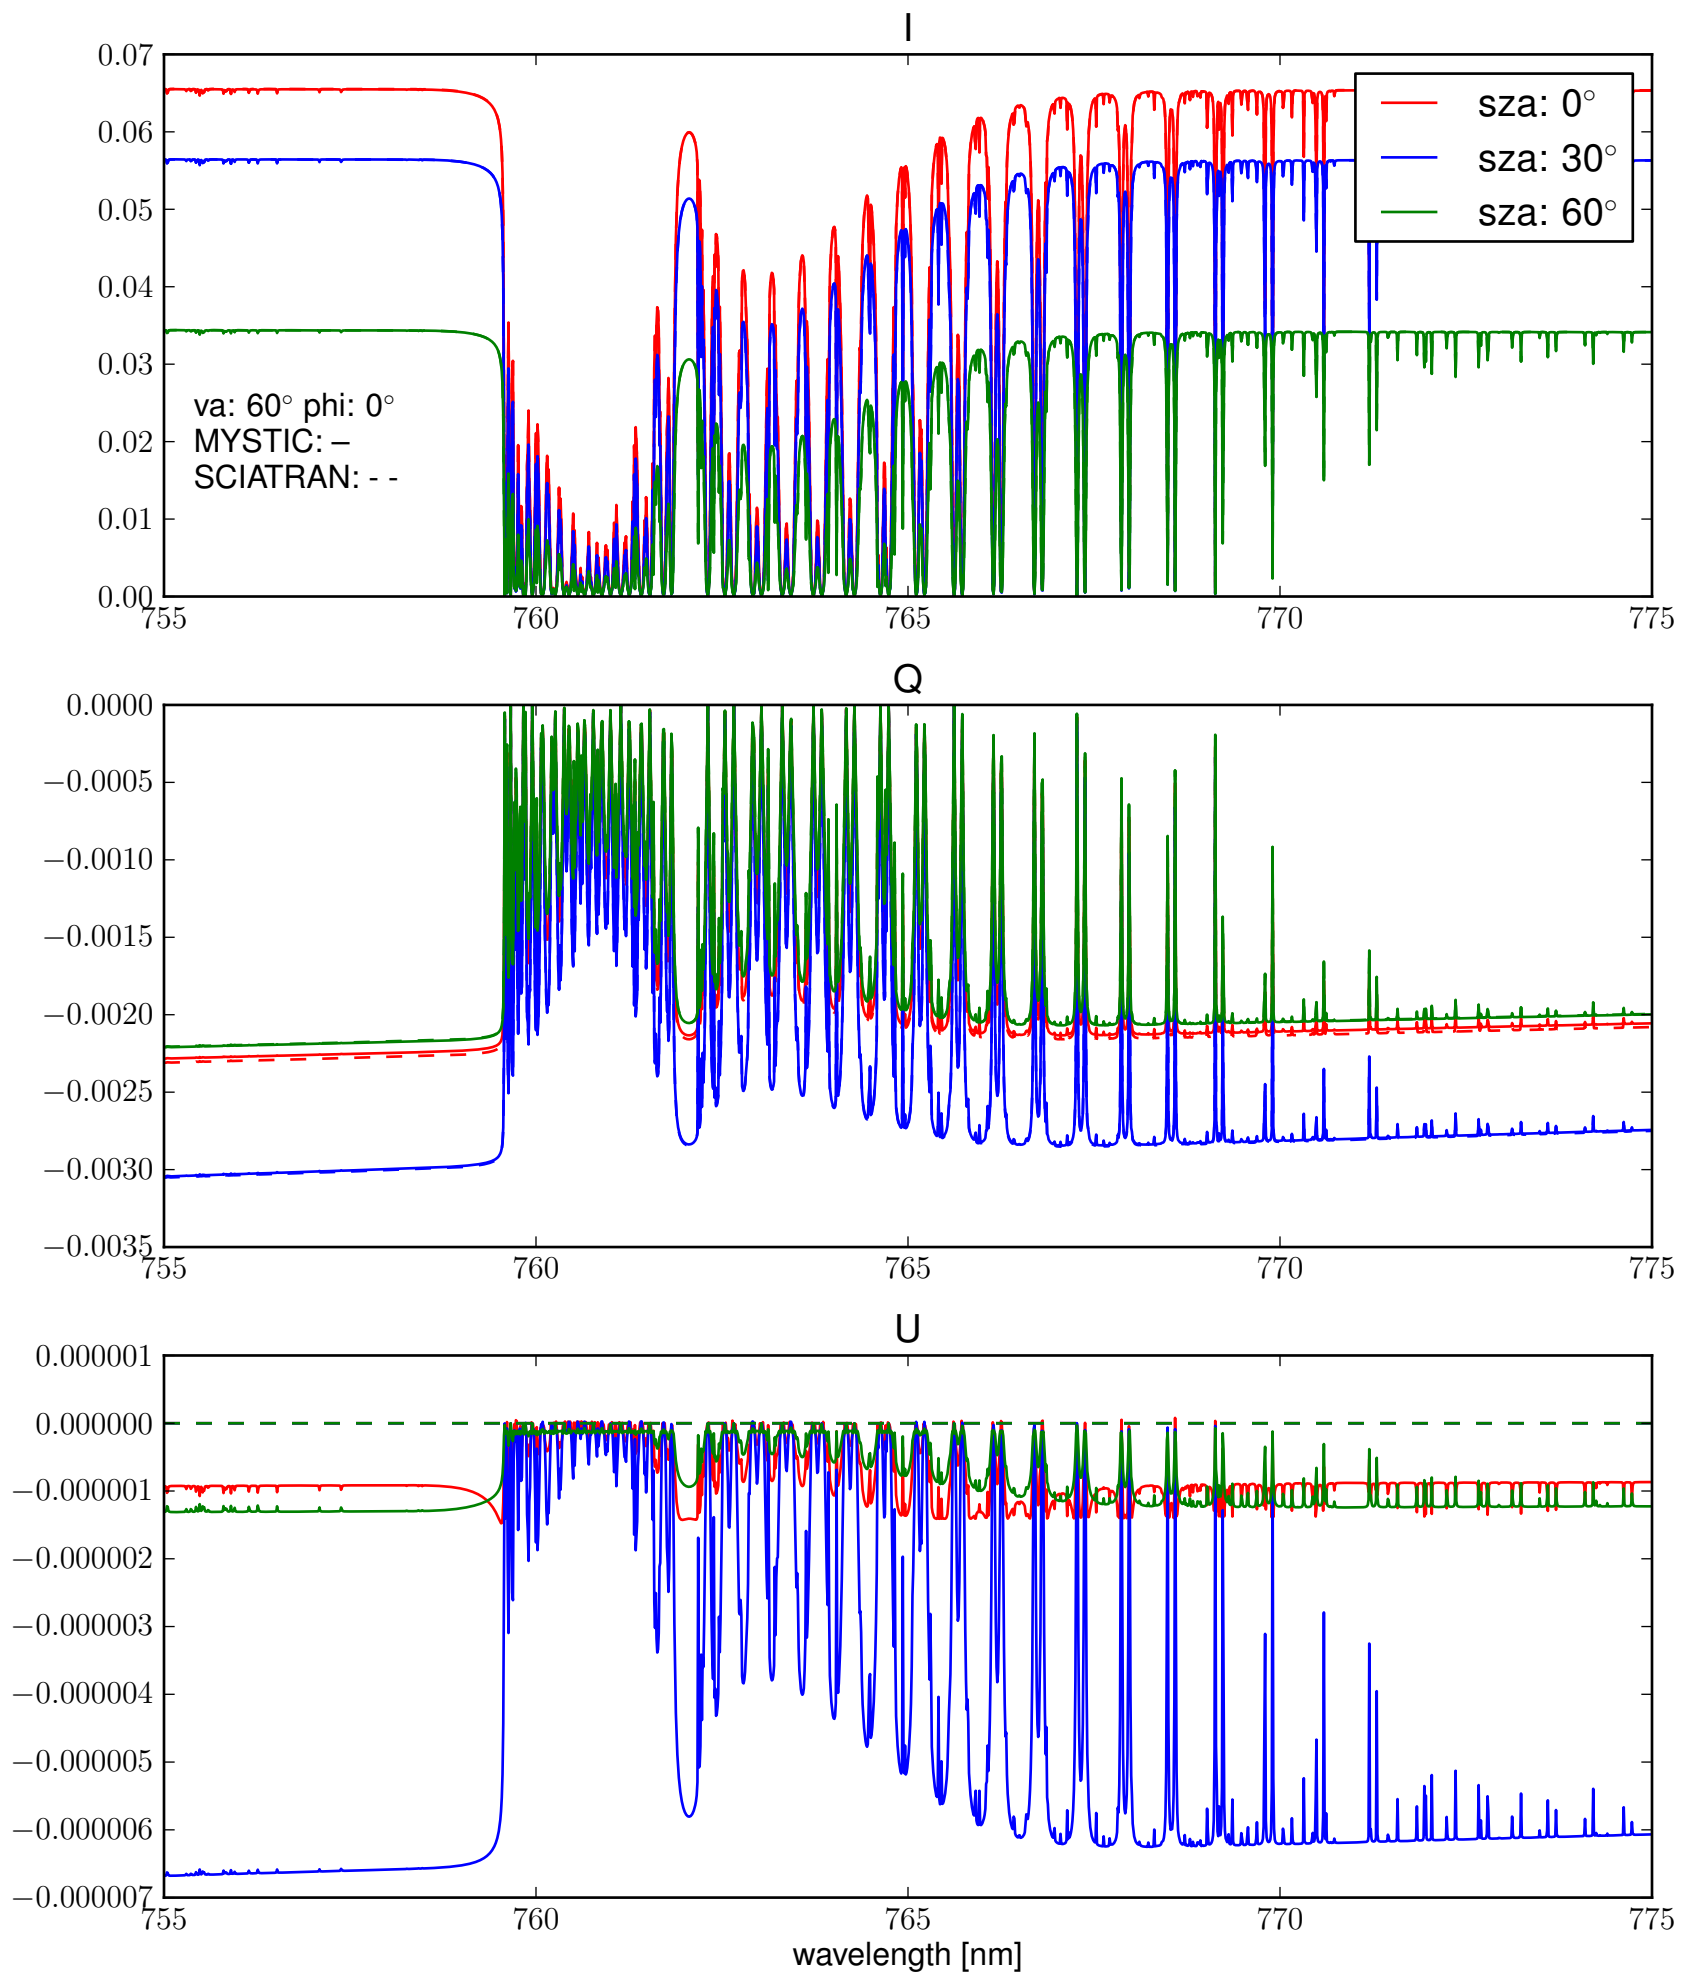 I
0.07
0.06
0.05
0.04
0.03
0.02
0.01
0.00
sza: 0°
sza: 30°
sza: 60°
va: 60° phi: 0°
MYSTIC: –
SCIATRAN: - -
755 760 765 770 775
Q
0.0000
−0.0005
−0.0010
−0.0015
−0.0020
−0.0025
−0.0030
−0.0035
755 760 765 770 775
U
0.000001
0.000000
−0.000001
−0.000002
−0.000003
−0.000004
−0.000005
−0.000006
−0.000007
755 760 765 770 775
wavelength [nm]